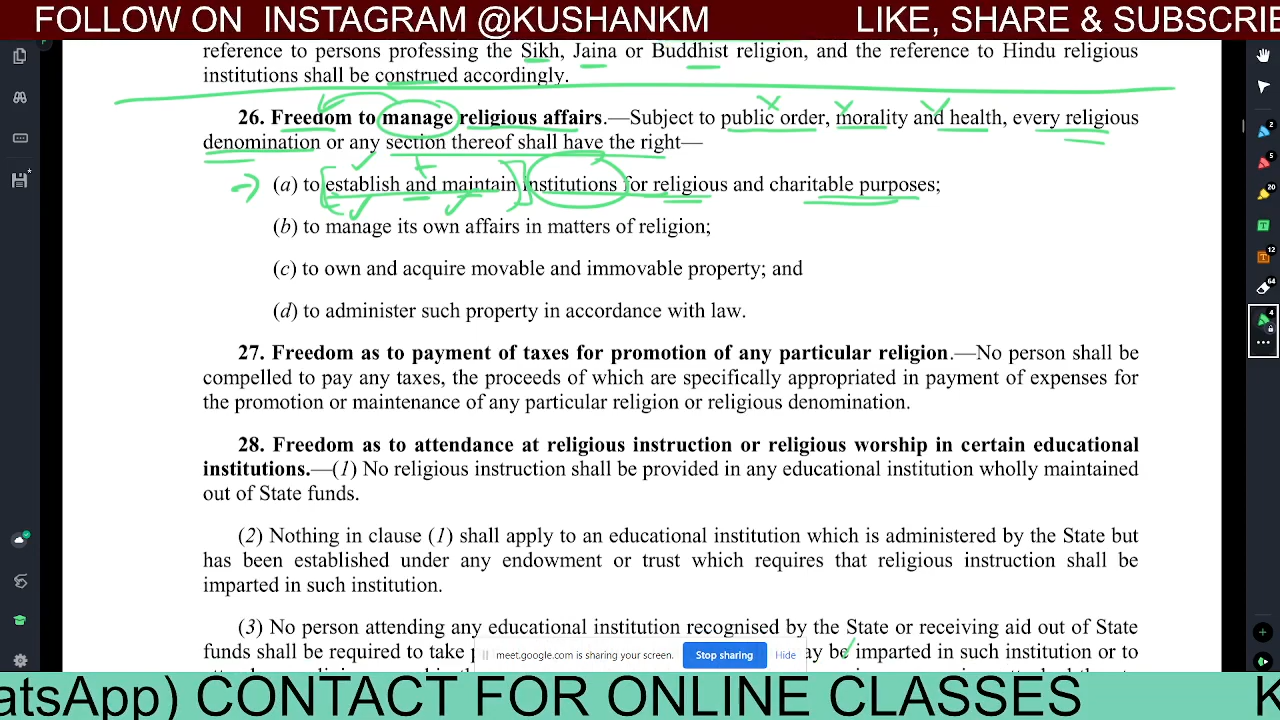 FOLLOW ON INSTAGRAM @KUSHANKM LIKE, SHARE & SUBSCRI
reference to persons professing the Sikh, Jaina or Buddhist religion, and the reference to Hindu religious
institutions shall be construed accordingly.
26. Freedom to manage religious affairs.—Subject to public order, morality and health, every religious
denomination or any section thereof shall have the right—
(a) to establish and maintain institutions for religious and charitable purposes;
(b) to manage its own affairs in matters of religion;
(c) to own and acquire movable and immovable property; and
(d) to administer such property in accordance with law.
27. Freedom as to payment of taxes for promotion of any particular religion.—No person shall be
compelled to pay any taxes, the proceeds of which are specifically appropriated in payment of expenses for
the promotion or maintenance of any particular religion or religious denomination.
28. Freedom as to attendance at religious instruction or religious worship in certain educational
institutions.—(1) No religious instruction shall be provided in any educational institution wholly maintained
out of State funds.
(2) Nothing in clause (1) shall apply to an educational institution which is administered by the State but
has been established under any endowment or trust which requires that religious instruction shall be
imparted in such institution.
(3) No person attending any educational institution recognised by the State or receiving aid out of State
funds shall be required to take ay be imparted in such institution or to
meet.google.com is sharing your screen. Stop sharing Hide
atsApp) CONTACT FOR ONLINE CLASSES K